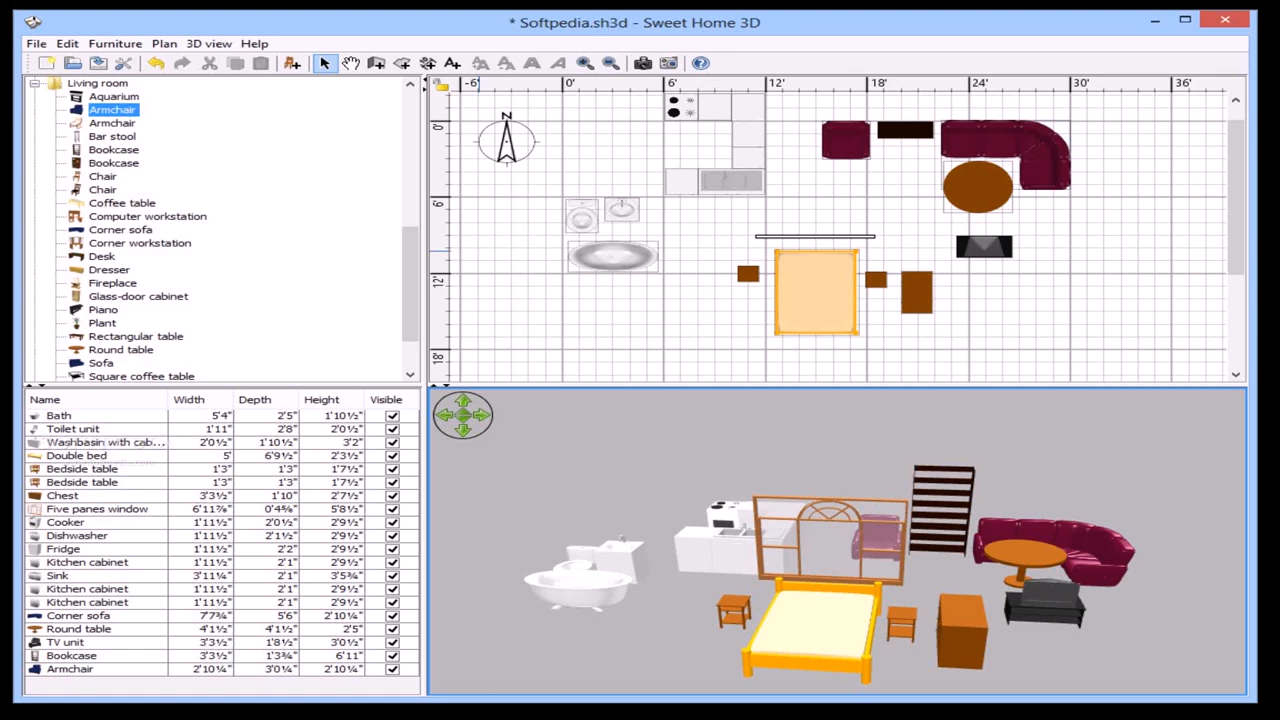 * Softpedia.sh3d - Sweet Home 3D
File Edit Furniture Plan 3D view Help
Living room
Aquarium
Armchair
Armchair
Bar stool
Bookcase
Bookcase
Chair
Chair
Coffee table
Computer workstation
Corner sofa
Corner workstation
Desk
Dresser
Fireplace
Glass-door cabinet
Piano
Plant
Rectangular table
Round table
Sofa
Square coffee table
-6 0' 6' 12' 18' 24' 30' 36'
0'
6'
12'
18'
N
Name Width Depth Height Visible
Bath 5'4" 2'5" 1'10½"
Toilet unit 1'11" 2'8" 2'0½"
Washbasin with cab... 2'0½" 1'10½" 3'2"
Double bed 5' 6'9½" 2'3½"
Bedside table 1'3" 1'3" 1'7½"
Bedside table 1'3" 1'3" 1'7½"
Chest 3'3½" 1'10" 2'7½"
Five panes window 6'11⅞" 0'4⅝" 5'8½"
Cooker 1'11½" 2'0½" 2'9½"
Dishwasher 1'11½" 2'1½" 2'9½"
Fridge 1'11½" 2'2" 2'9½"
Kitchen cabinet 1'11½" 2'1" 2'9½"
Sink 3'11¼" 2'1" 3'5¾"
Kitchen cabinet 1'11½" 2'1" 2'9½"
Kitchen cabinet 1'11½" 2'1" 2'9½"
Corner sofa 7'7¾" 5'6" 2'10¼"
Round table 4'1½" 4'1½" 2'5"
TV unit 3'3½" 1'8½" 3'0½"
Bookcase 3'3½" 1'3¾" 6'11"
Armchair 2'10¼" 3'0¼" 2'10¼"